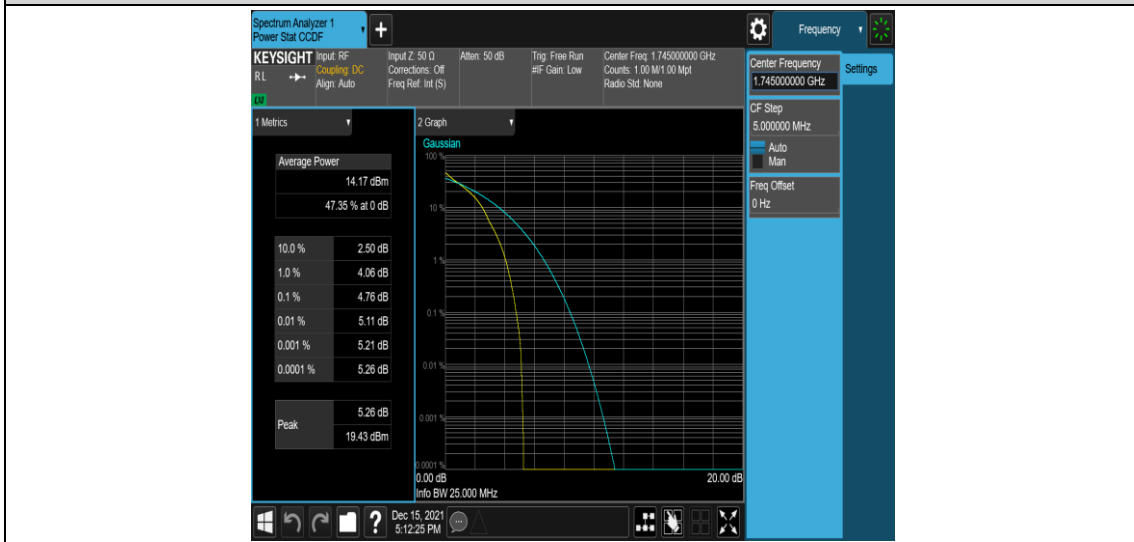 Spectrum Analyzer 1
Power Stat CCDF
+
Frequency
KEYSIGHT
RL
Input: RF
Coupling: DC
Align: Auto
Input Z: 50 Ω
Corrections: Off
Freq Ref: Int (S)
Atten: 50 dB
Trig: Free Run
#IF Gain: Low
Center Freq: 1.745000000 GHz
Counts: 1.00 M/1.00 Mpt
Radio Std: None
Center Frequency
1.745000000 GHz
Settings
CF Step
5.000000 MHz
Auto
Man
Freq Offset
0 Hz
1 Metrics
Average Power
14.17 dBm
47.35 % at 0 dB
10.0 % 2.50 dB
1.0 % 4.06 dB
0.1 % 4.76 dB
0.01 % 5.11 dB
0.001 % 5.21 dB
0.0001 % 5.26 dB
Peak
5.26 dB
19.43 dBm
2 Graph
Gaussian
100 %
10 %
1 %
0.1 %
0.01 %
0.001 %
0.0001 %
0.00 dB
20.00 dB
Info BW 25.000 MHz
?
Dec 15, 2021
5:12:25 PM